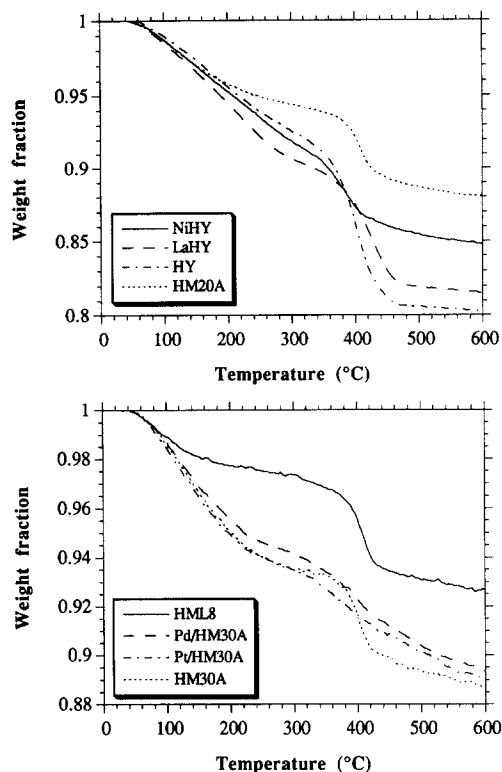 Weight fraction
1
0.95
0.9
0.85
0.8
NiHY
LaHY
HY
HM20A
0 100 200 300 400 500 600
Temperature (°C)
Weight fraction
1
0.98
0.96
0.94
0.92
0.9
0.88
HML8
Pd/HM30A
Pt/HM30A
HM30A
0 100 200 300 400 500 600
Temperature (°C)